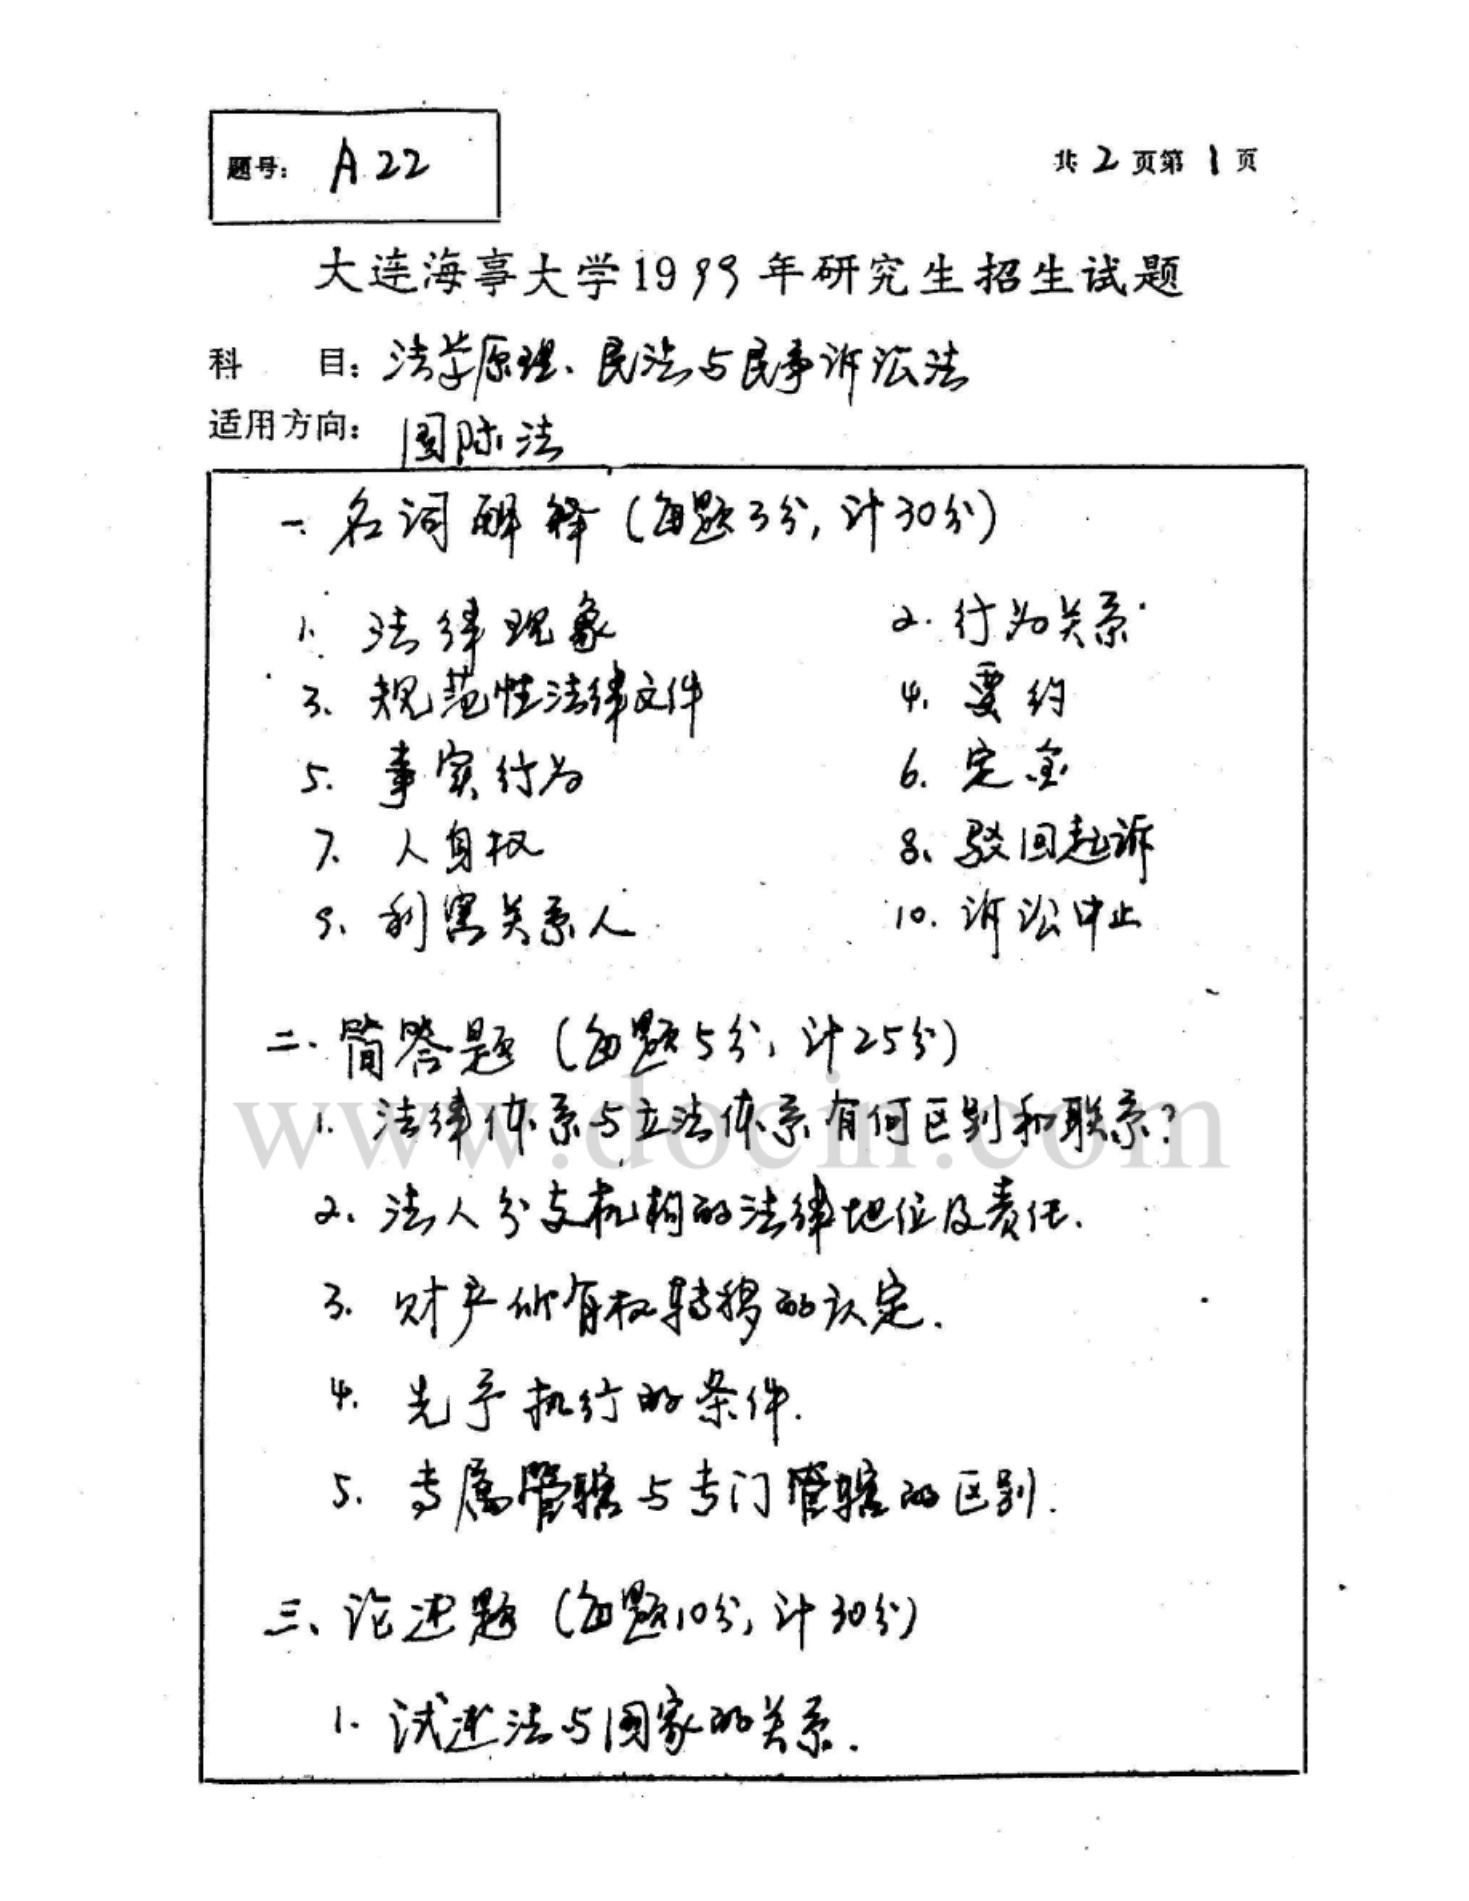 题号: A 22
共 2 页第 1 页
大连海事大学1999年研究生招生试题
科 目: 法学原理、民法与民事诉讼法
适用方向: 国际法
一. 名词解释 (每题3分, 计30分)
1. 法律现象 2. 行为关系
3. 规范性法律文件 4. 要约
5. 事实行为 6. 定金
7. 人身权 8. 驳回起诉
9. 利害关系人 10. 诉讼中止
二、简答题 (每题5分, 计25分)
1. 法律体系与立法体系有何区别和联系?
www.docin.com
2. 法人分支机构的法律地位及责任.
3. 财产所有权转移的认定.
4. 先予执行的条件.
5. 专属管辖与专门管辖的区别.
三、论述题 (每题10分, 计30分)
1. 试述法与国家的关系.